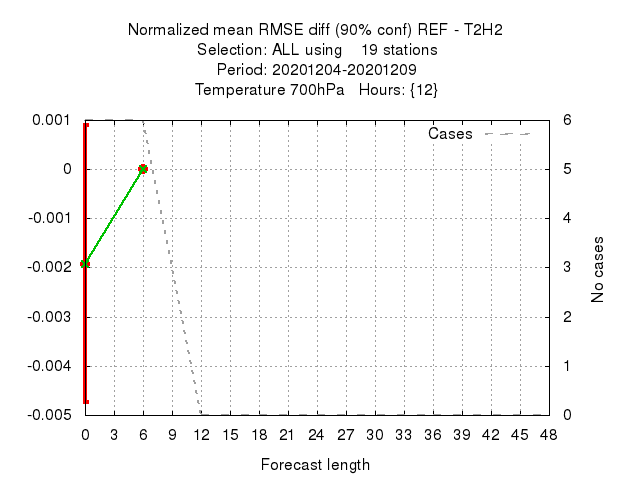 Normalized mean RMSE diff (90% conf) REF - T2H2
Selection: ALL using 19 stations
Period: 20201204-20201209
Temperature 700hPa Hours: {12}
Cases
0.001
0
-0.001
-0.002
-0.003
-0.004
-0.005
6
5
4
3
2
1
0
No cases
0 3 6 9 12 15 18 21 24 27 30 33 36 39 42 45 48
Forecast length